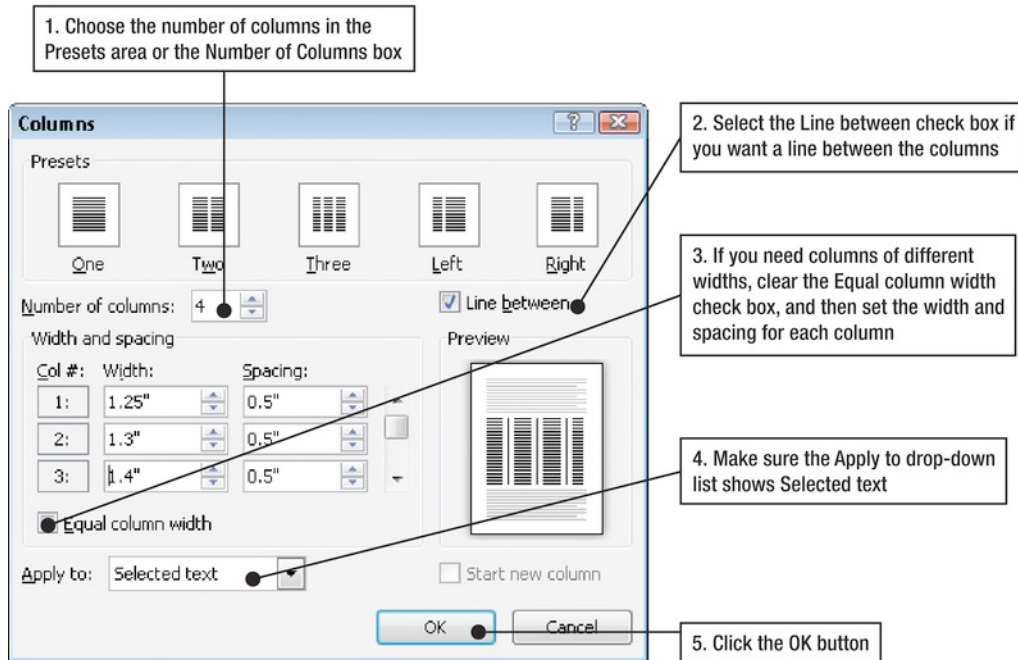 1. Choose the number of columns in the
Presets area or the Number of Columns box
Columns
?
Presets
One
Two
Three
Left
Right
Number of columns: 4
Line between
Width and spacing
Col #: Width: Spacing:
1: 1.25" 0.5"
2: 1.3" 0.5"
3: 1.4" 0.5"
Equal column width
Preview
Apply to: Selected text
Start new column
OK
Cancel
2. Select the Line between check box if
you want a line between the columns
3. If you need columns of different
widths, clear the Equal column width
check box, and then set the width and
spacing for each column
4. Make sure the Apply to drop-down
list shows Selected text
5. Click the OK button